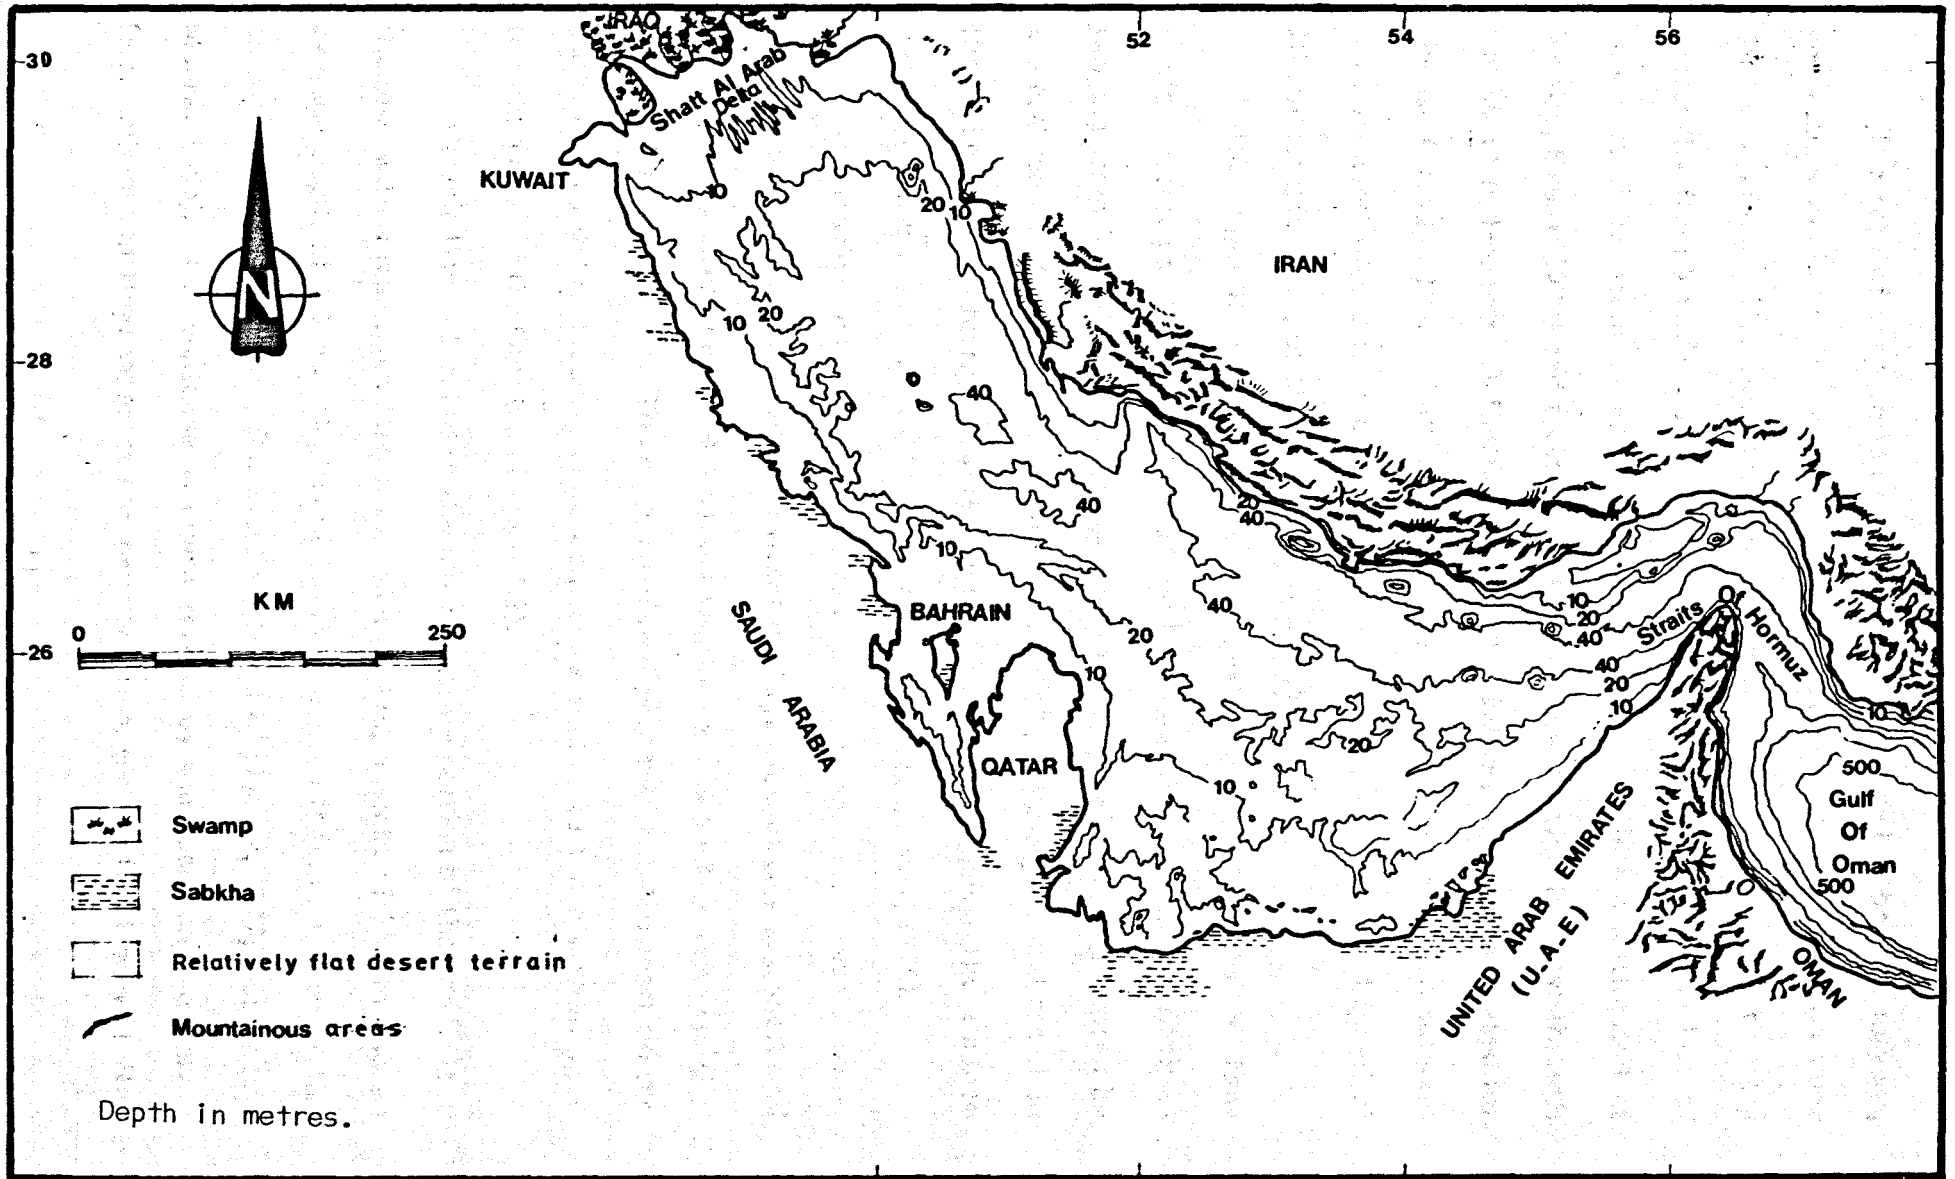 IRAQ
52
54
56
30
Shatt Al Arab
Delta
KUWAIT
10
20
10
IRAN
N
10
20
28
40
40
20
40
10
KM
0
250
SAUDI ARABIA
BAHRAIN
40
20
10
20
40
Straits Of Hormuz
26
10
40
20
10
10
20
QATAR
10
500
Gulf
Of
Oman
500
UNITED ARAB EMIRATES
(U.A.E)
OMAN
Swamp
Sabkha
Relatively flat desert terrain
Mountainous areas
Depth in metres.